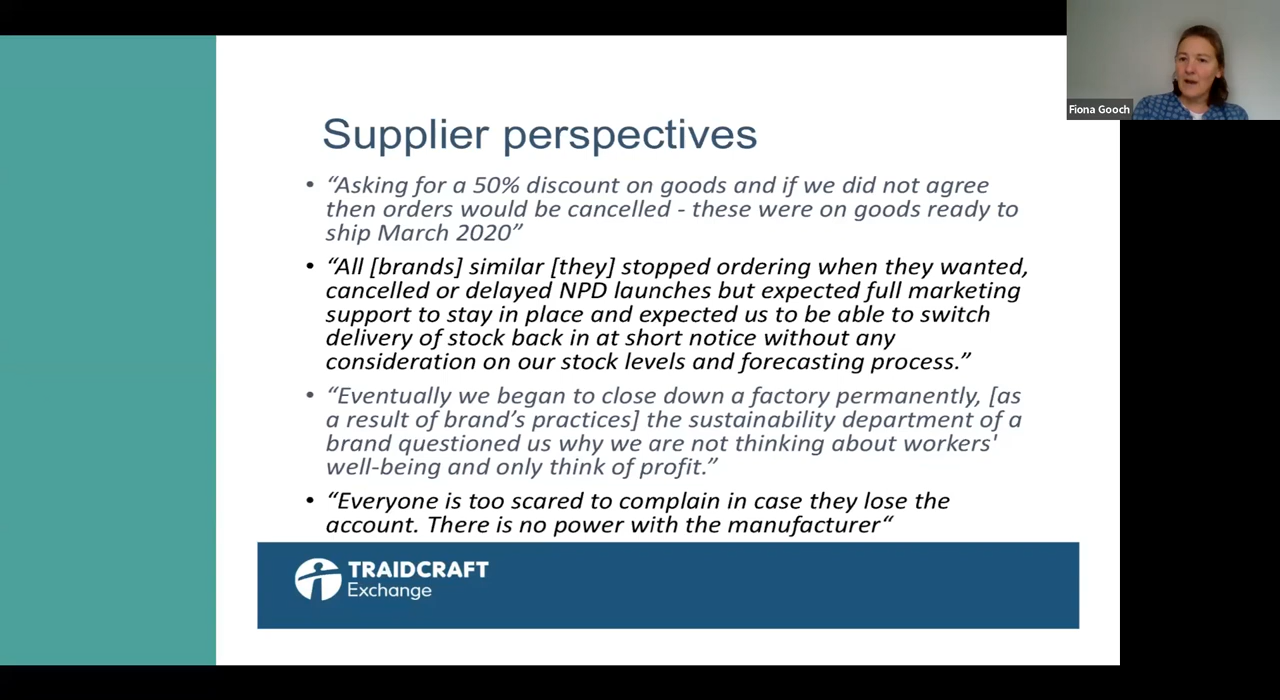 Fiona Gooch
Supplier perspectives
• “Asking for a 50% discount on goods and if we did not agree
then orders would be cancelled - these were on goods ready to
ship March 2020”
• “All [brands] similar [they] stopped ordering when they wanted,
cancelled or delayed NPD launches but expected full marketing
support to stay in place and expected us to be able to switch
delivery of stock back in at short notice without any
consideration on our stock levels and forecasting process.”
• “Eventually we began to close down a factory permanently, [as
a result of brand’s practices] the sustainability department of a
brand questioned us why we are not thinking about workers'
well-being and only think of profit.”
• “Everyone is too scared to complain in case they lose the
account. There is no power with the manufacturer“
TRAIDCRAFT
Exchange